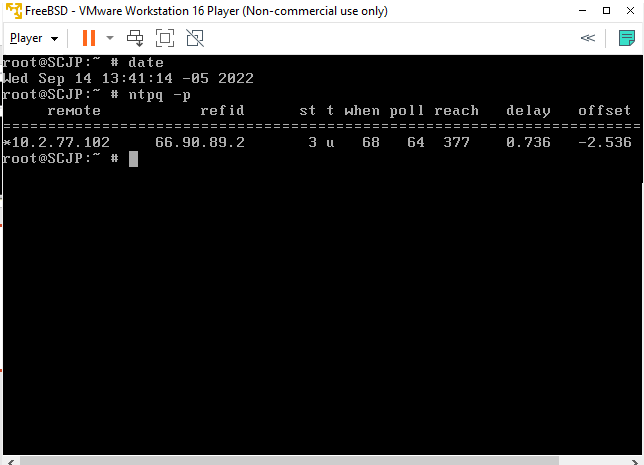 FreeBSD - VMware Workstation 16 Player (Non-commercial use only)
Player
root@SCJP:~ # date
Wed Sep 14 13:41:14 -05 2022
root@SCJP:~ # ntpq -p
     remote           refid      st t when poll reach   delay   offset
======================================================================
*10.2.77.102     66.90.89.2       3 u   68   64  377    0.736   -2.536
root@SCJP:~ #